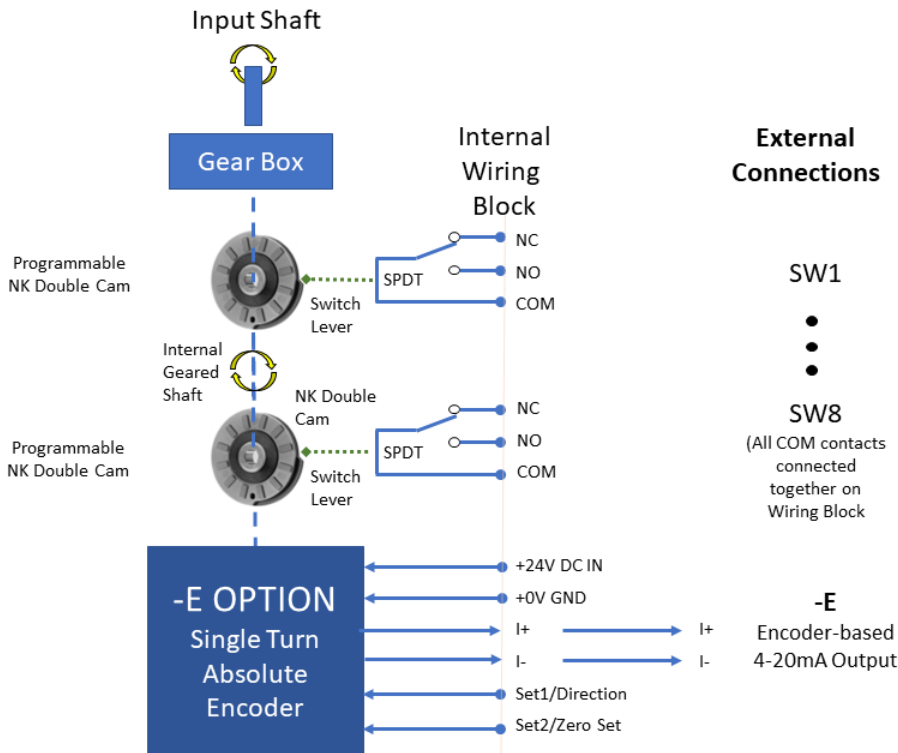 Input Shaft
Gear Box
Internal
Wiring
Block
External
Connections
Programmable
NK Double Cam
Switch
Lever
SPDT
NC
NO
COM
SW1
Internal
Geared
Shaft
NK Double
Cam
Programmable
NK Double Cam
Switch
Lever
SPDT
NC
NO
COM
SW8
(All COM contacts
connected
together on
Wiring Block
-E OPTION
Single Turn
Absolute
Encoder
+24V DC IN
+0V GND
I+
I-
Set1/Direction
Set2/Zero Set
I+
I-
-E
Encoder-based
4-20mA Output